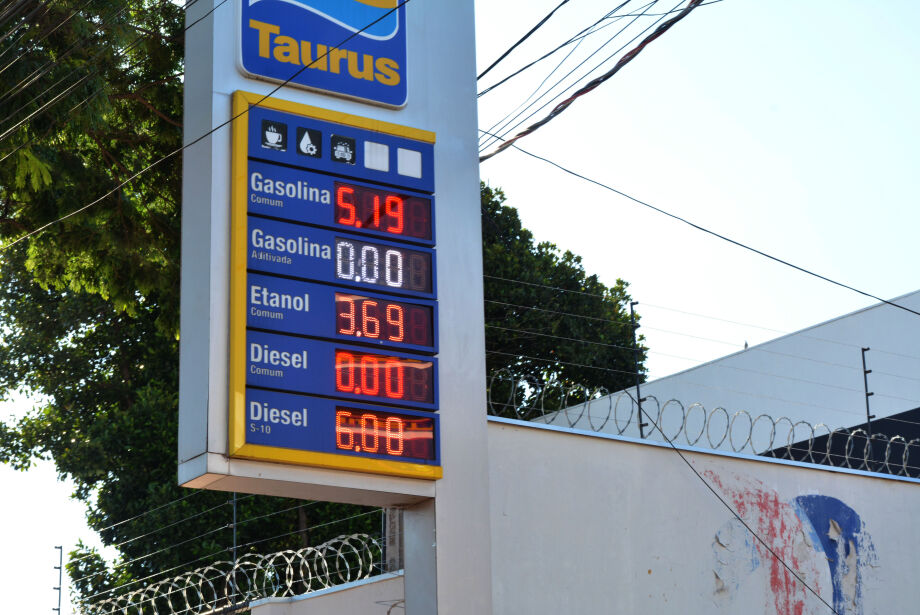 Taurus
Gasolina 5.19
Comum
Gasolina 0.00
Aditivada
Etanol 3.69
Comum
Diesel 0.00
Comum
Diesel 6.08
S-10